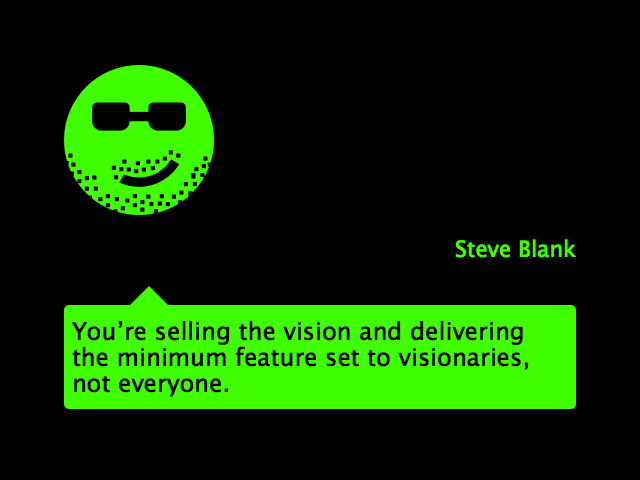 Steve Blank
You’re selling the vision and delivering
the minimum feature set to visionaries,
not everyone.